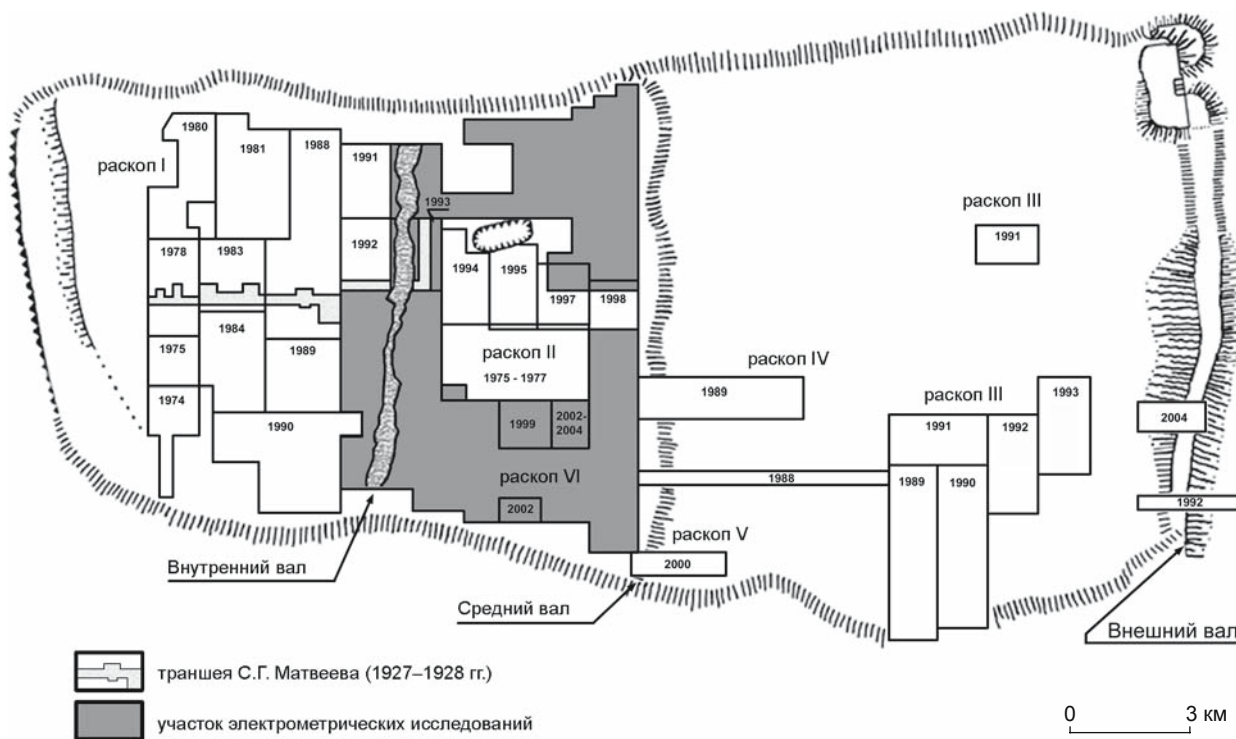 раскоп I
1980
1981
1988
1991
1993
1978
1983
1992
1994
1995
1997
1998
1984
1975
1989
1974
1990
раскоп II
1975 - 1977
1999
2002-
2004
раскоп VI
2002
раскоп III
1991
раскоп IV
1989
раскоп III
1991
1992
1993
1989
1990
1988
2004
1992
раскоп V
2000
Внутренний вал
Средний вал
Внешний вал
траншея С.Г. Матвеева (1927–1928 гг.)
участок электрометрических исследований
0 3 км